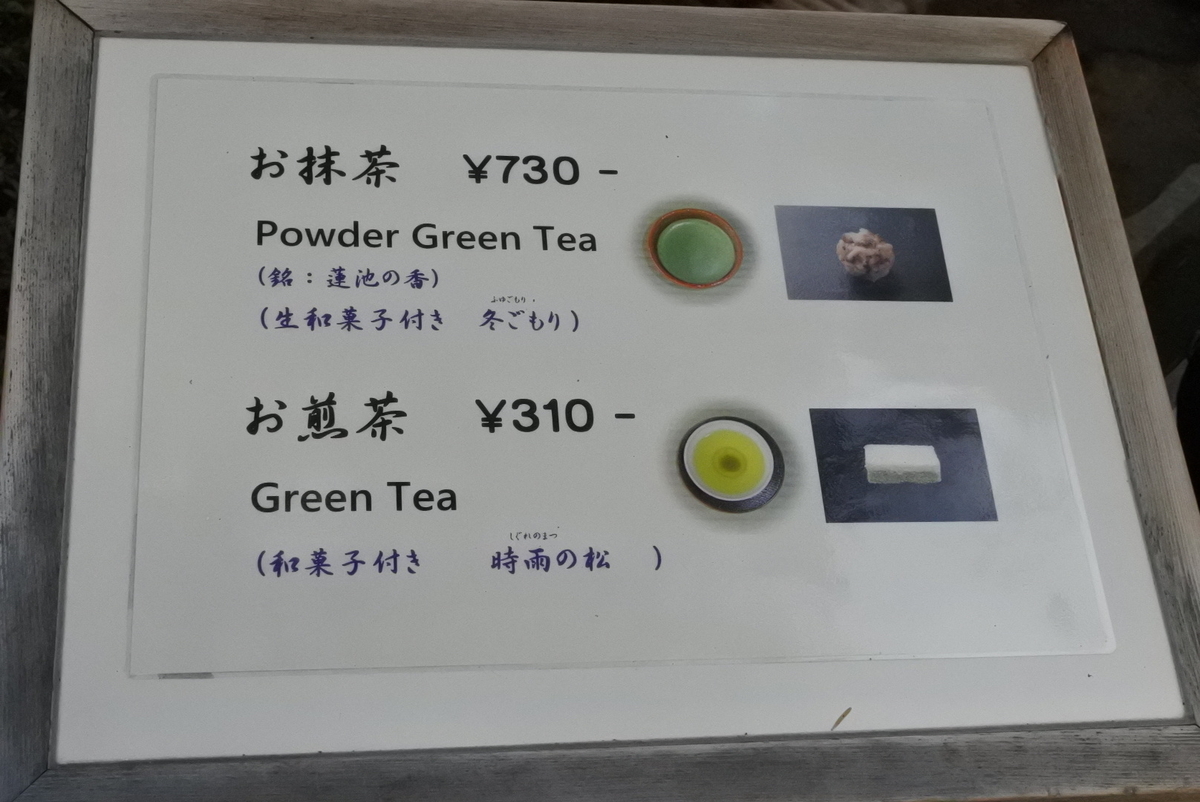 お抹茶　¥730 –
Powder Green Tea
(銘：蓮池の香)
ふゆごもり
(生和菓子付き　冬ごもり)
お煎茶　¥310 –
Green Tea
しぐれのまつ
(和菓子付き　時雨の松　)